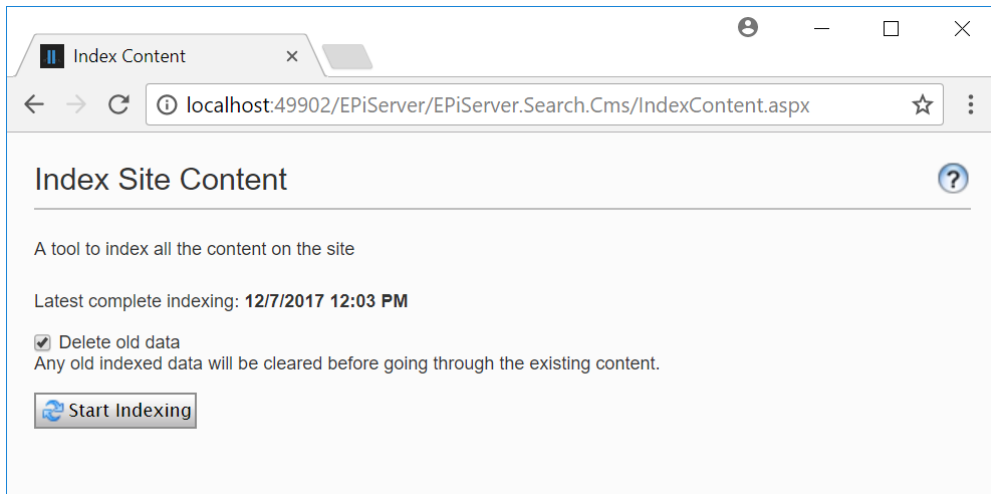 Index Content
localhost:49902/EPiServer/EPiServer.Search.Cms/IndexContent.aspx
Index Site Content
A tool to index all the content on the site
Latest complete indexing: 12/7/2017 12:03 PM
Delete old data
Any old indexed data will be cleared before going through the existing content.
Start Indexing